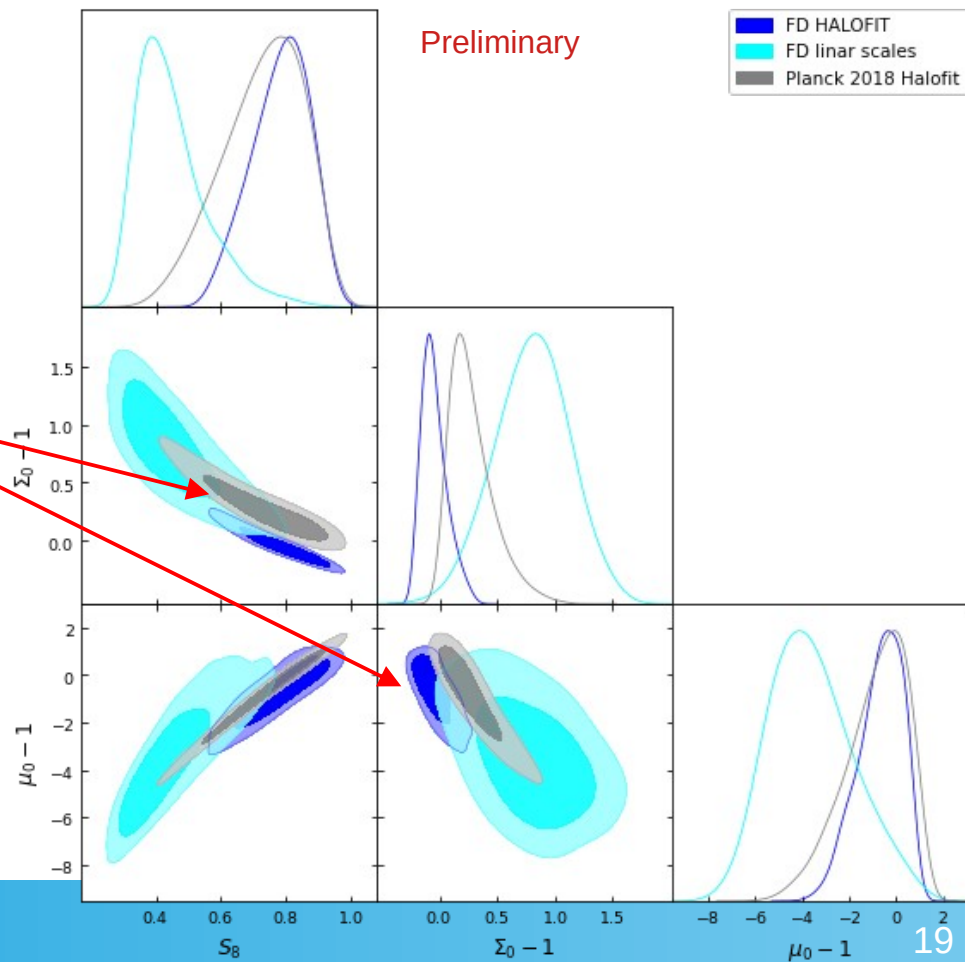 Preliminary
FD HALOFIT
FD linar scales
Planck 2018 Halofit
1.5
1.0
0.5
0.0
Σ₀ − 1
2
0
−2
−4
−6
−8
μ₀ − 1
0.4 0.6 0.8 1.0
S₈
0.0 0.5 1.0 1.5
Σ₀ − 1
−8 −6 −4 −2 0 2
μ₀ − 1
19